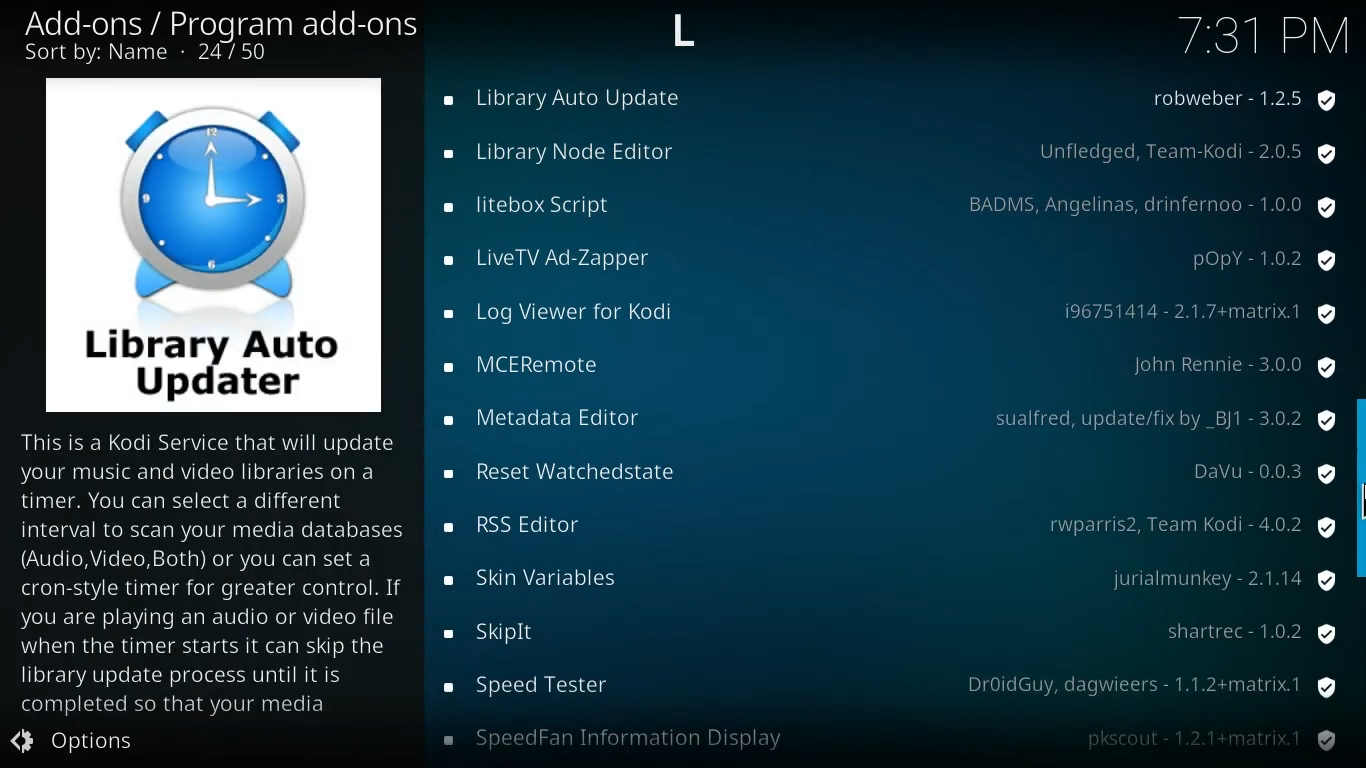 Add-ons / Program add-ons
Sort by: Name · 24 / 50
L
7:31 PM
12
3
6
9
Library Auto
Updater
This is a Kodi Service that will update
your music and video libraries on a
timer. You can select a different
interval to scan your media databases
(Audio,Video,Both) or you can set a
cron-style timer for greater control. If
you are playing an audio or video file
when the timer starts it can skip the
library update process until it is
completed so that your media
Options
Library Auto Update robweber - 1.2.5
Library Node Editor Unfledged, Team-Kodi - 2.0.5
litebox Script BADMS, Angelinas, drinfernoo - 1.0.0
LiveTV Ad-Zapper pOpY - 1.0.2
Log Viewer for Kodi i96751414 - 2.1.7+matrix.1
MCERemote John Rennie - 3.0.0
Metadata Editor sualfred, update/fix by _BJ1 - 3.0.2
Reset Watchedstate DaVu - 0.0.3
RSS Editor rwparris2, Team Kodi - 4.0.2
Skin Variables jurialmunkey - 2.1.14
SkipIt shartrec - 1.0.2
Speed Tester Dr0idGuy, dagwieers - 1.1.2+matrix.1
SpeedFan Information Display pkscout - 1.2.1+matrix.1